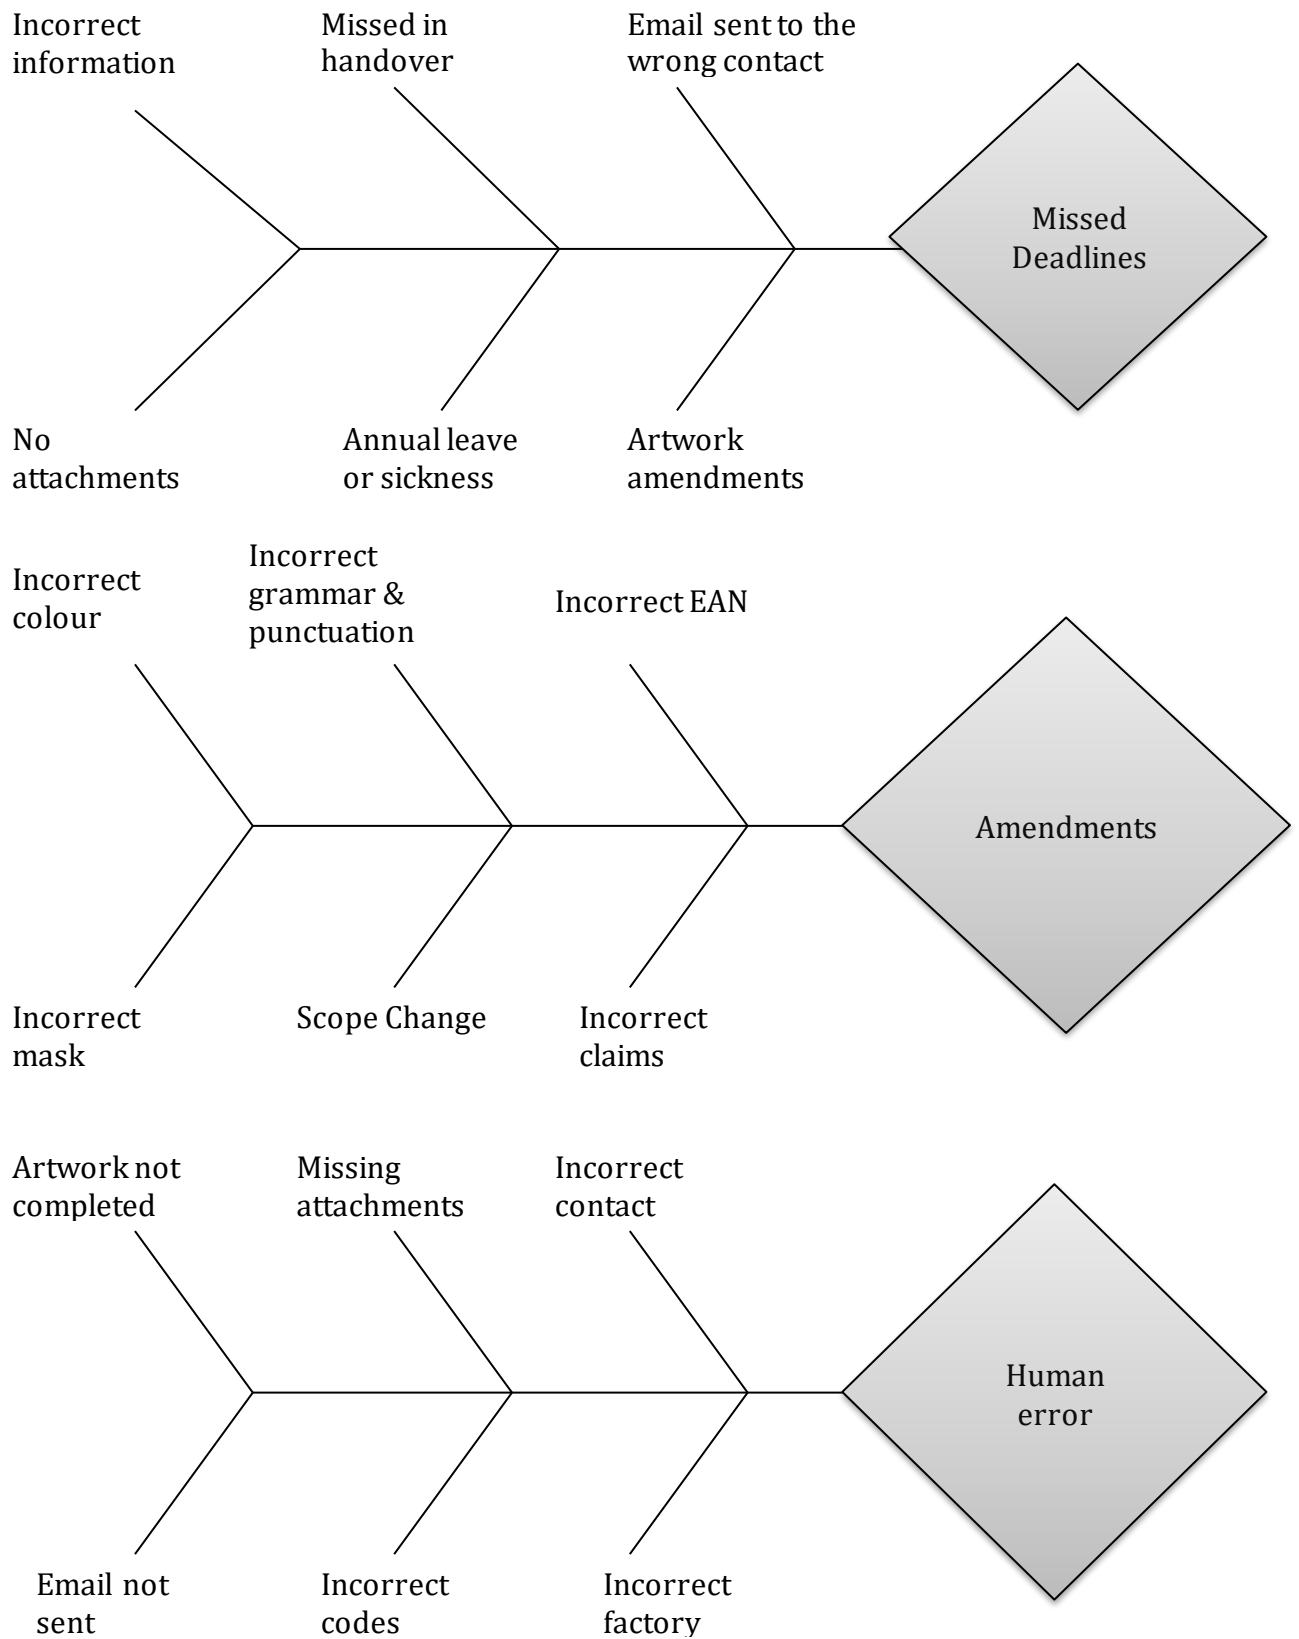 Incorrect
information
Missed in
handover
Email sent to the
wrong contact
Missed
Deadlines
No
attachments
Annual leave
or sickness
Artwork
amendments
Incorrect
colour
Incorrect
grammar &
punctuation
Incorrect EAN
Amendments
Incorrect
mask
Scope Change
Incorrect
claims
Artwork not
completed
Missing
attachments
Incorrect
contact
Human
error
Email not
sent
Incorrect
codes
Incorrect
factory